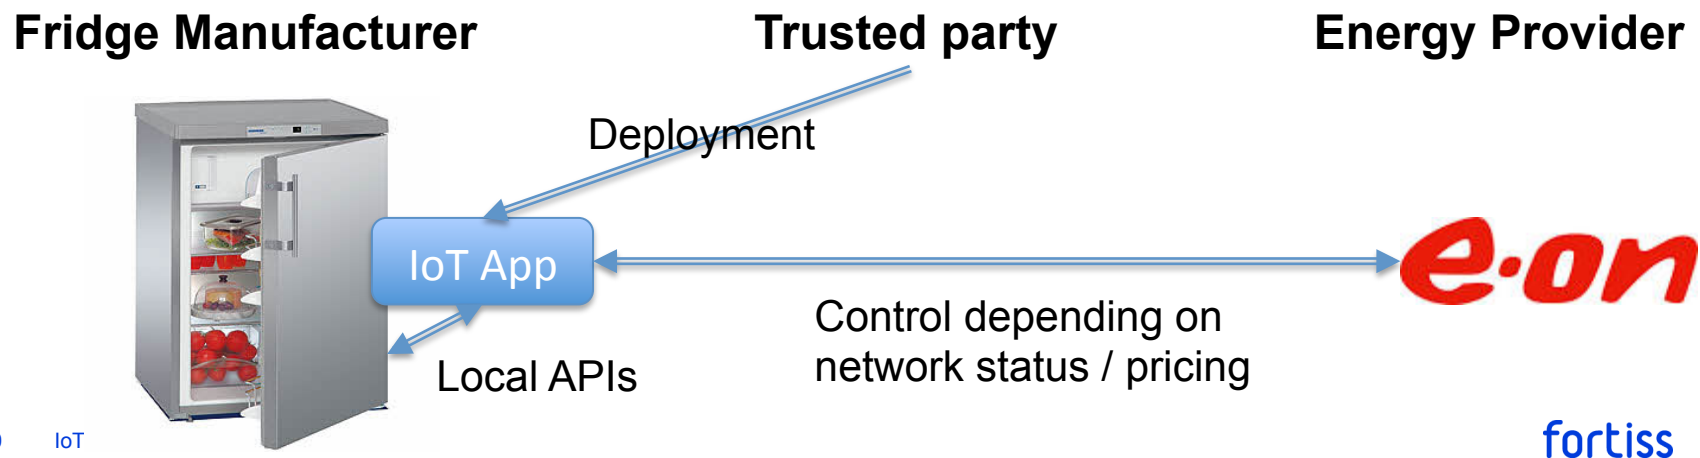 Fridge Manufacturer
Trusted party
Energy Provider
Deployment
IoT App
e·on
Control depending on
network status / pricing
Local APIs
IoT
fortiss